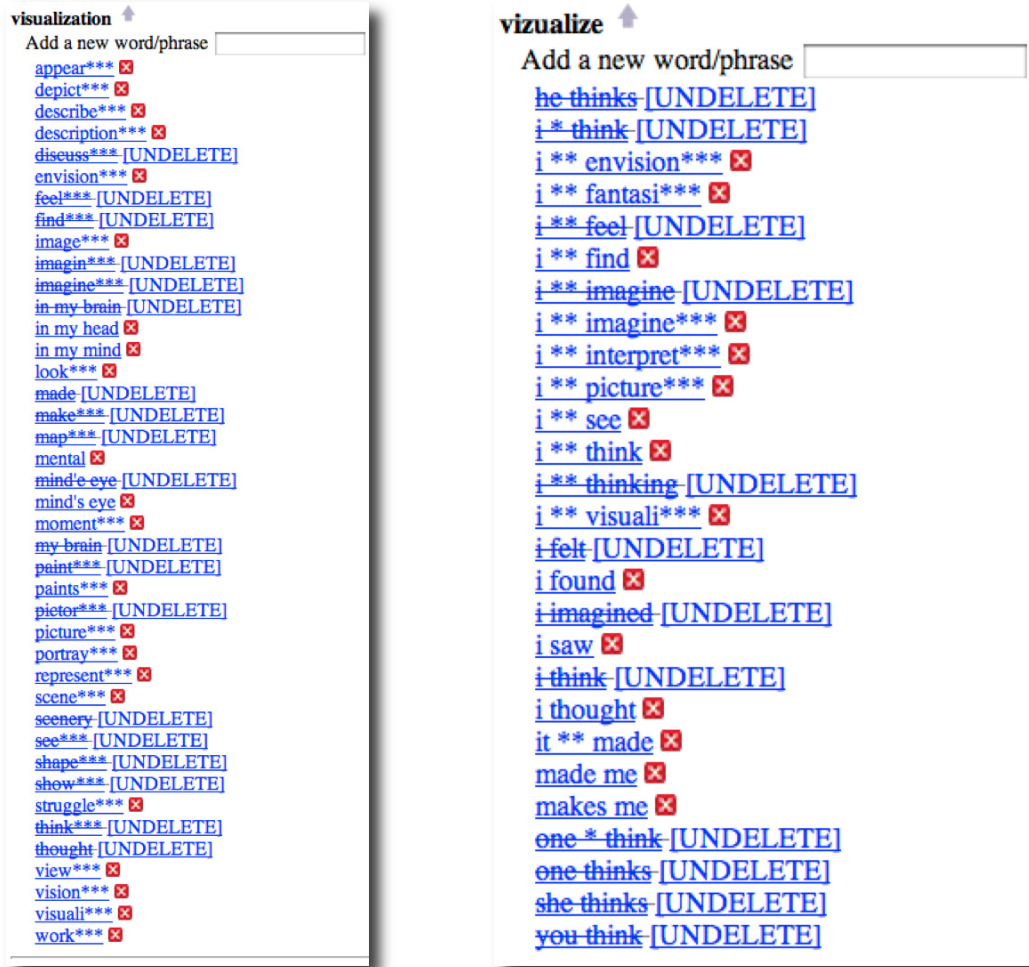 visualization
Add a new word/phrase
appear***
depict***
describe***
description***
discuss*** [UNDELETE]
envision***
feel*** [UNDELETE]
find*** [UNDELETE]
image***
imagin*** [UNDELETE]
imagine*** [UNDELETE]
in my brain [UNDELETE]
in my head
in my mind
look***
made [UNDELETE]
make*** [UNDELETE]
map*** [UNDELETE]
mental
mind'e eye [UNDELETE]
mind's eye
moment***
my brain [UNDELETE]
paint*** [UNDELETE]
paints***
pictor*** [UNDELETE]
picture***
portray***
represent***
scene***
scenery [UNDELETE]
see*** [UNDELETE]
shape*** [UNDELETE]
show*** [UNDELETE]
struggle***
think*** [UNDELETE]
thought [UNDELETE]
view***
vision***
visuali***
work***
vizualize
Add a new word/phrase
he thinks [UNDELETE]
i * think [UNDELETE]
i ** envision***
i ** fantasi***
i ** feel [UNDELETE]
i ** find
i ** imagine [UNDELETE]
i ** imagine***
i ** interpret***
i ** picture***
i ** see
i ** think
i ** thinking [UNDELETE]
i ** visuali***
i felt [UNDELETE]
i found
i imagined [UNDELETE]
i saw
i think [UNDELETE]
i thought
it ** made
made me
makes me
one * think [UNDELETE]
one thinks [UNDELETE]
she thinks [UNDELETE]
you think [UNDELETE]